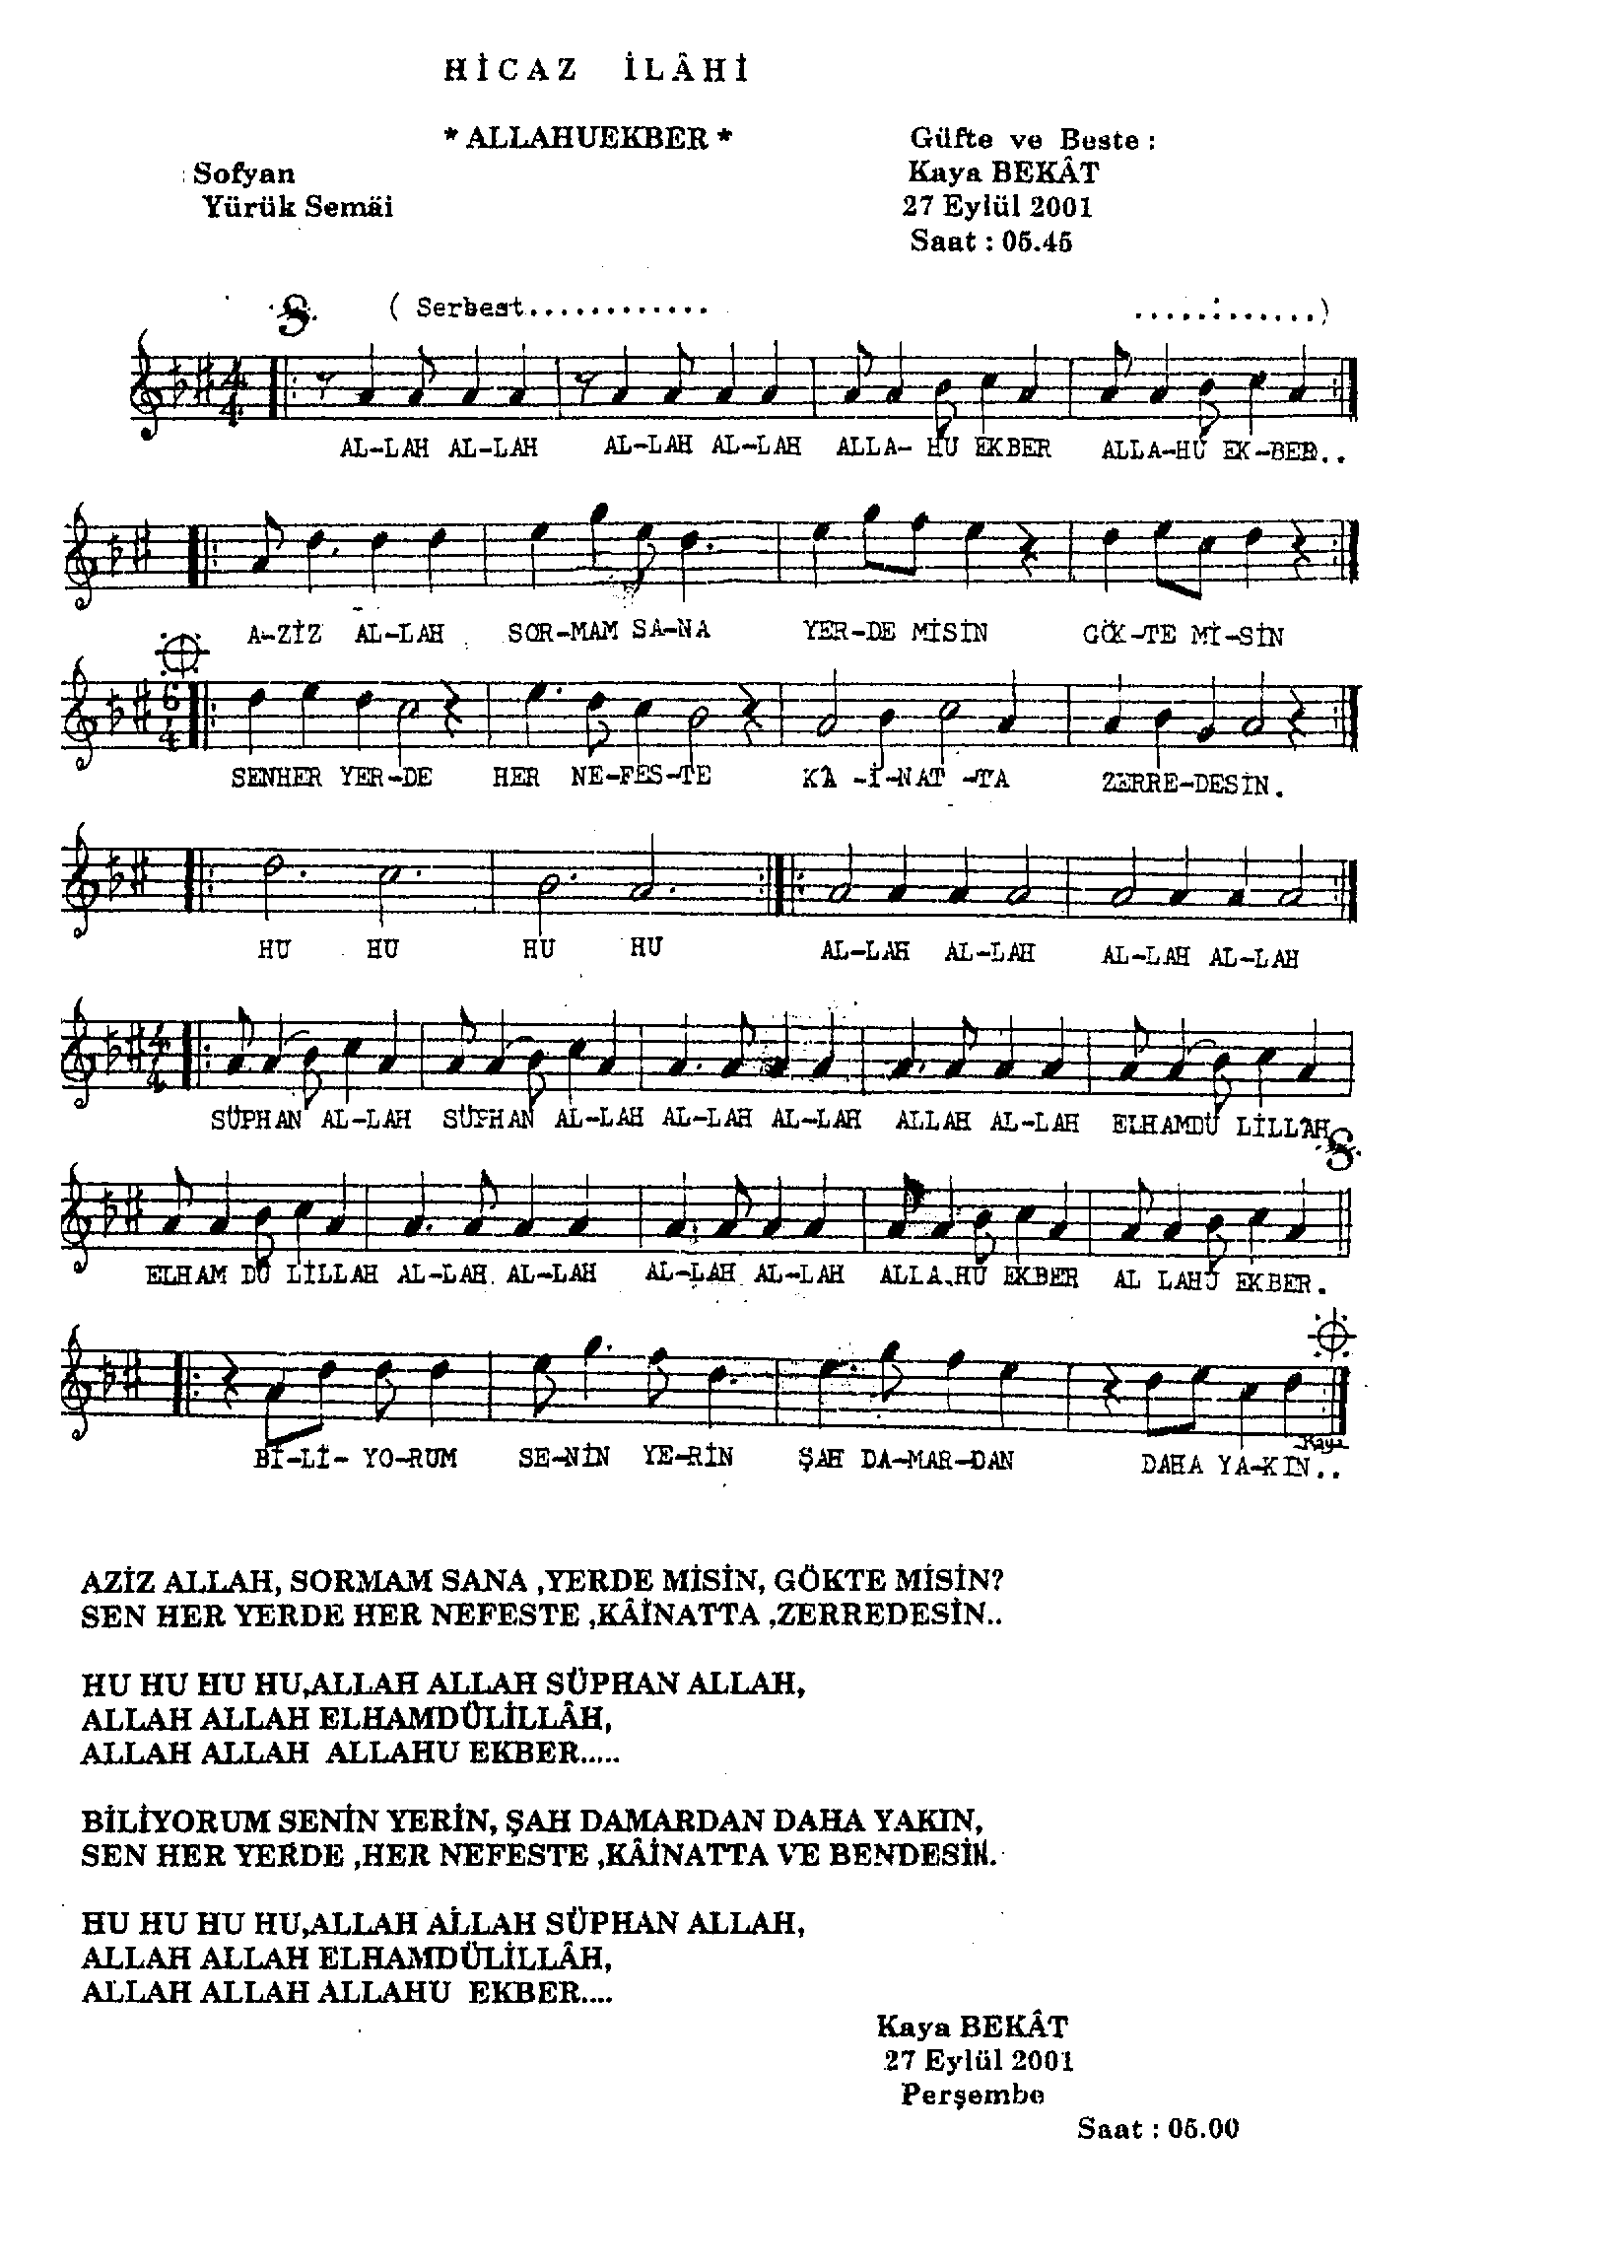 HİCAZ İLÂHİ
* ALLAHUEKBER *
Güfte ve Beste :
: Sofyan
Kaya BEKÂT
Yürük Semâi
27 Eylül 2001
Saat : 05.45
( Serbest............ ............)
4/4
AL-LAH AL-LAH AL-LAH AL-LAH ALLA- HU EKBER ALLA-HU EK-BER..
A-ZİZ AL-LAH SOR-MAM SA-NA YER-DE MİSİN GÖK-TE Mİ-SİN
6/4
SENHER YER-DE HER NE-FES-TE KA -İ-NAT -TA ZERRE-DESİN.
HU HU HU HU AL-LAH AL-LAH AL-LAH AL-LAH
4/4
SÜPHAN AL-LAH SÜPHAN AL-LAH AL-LAH AL-LAH ALLAH AL-LAH ELHAMDÜ LİLLAH
ELHAM DÜ LİLLAH AL-LAH AL-LAH AL-LAH AL-LAH ALLA.HU EKBER AL LAHU EKBER.
Kaya
Bİ-Lİ- YO-RUM SE-NİN YE-RİN ŞAH DA-MAR-DAN DAHA YA-KIN..
AZİZ ALLAH, SORMAM SANA ,YERDE MİSİN, GÖKTE MİSİN?
SEN HER YERDE HER NEFESTE ,KÂİNATTA ,ZERREDESİN..
HU HU HU HU,ALLAH ALLAH SÜPHAN ALLAH,
ALLAH ALLAH ELHAMDÜLİLLÂH,
ALLAH ALLAH ALLAHU EKBER.....
BİLİYORUM SENİN YERİN, ŞAH DAMARDAN DAHA YAKIN,
SEN HER YERDE ,HER NEFESTE ,KÂİNATTA VE BENDESİN.
HU HU HU HU,ALLAH ALLAH SÜPHAN ALLAH,
ALLAH ALLAH ELHAMDÜLİLLÂH,
ALLAH ALLAH ALLAHU EKBER....
Kaya BEKÂT
27 Eylül 2001
Perşembe
Saat : 05.00